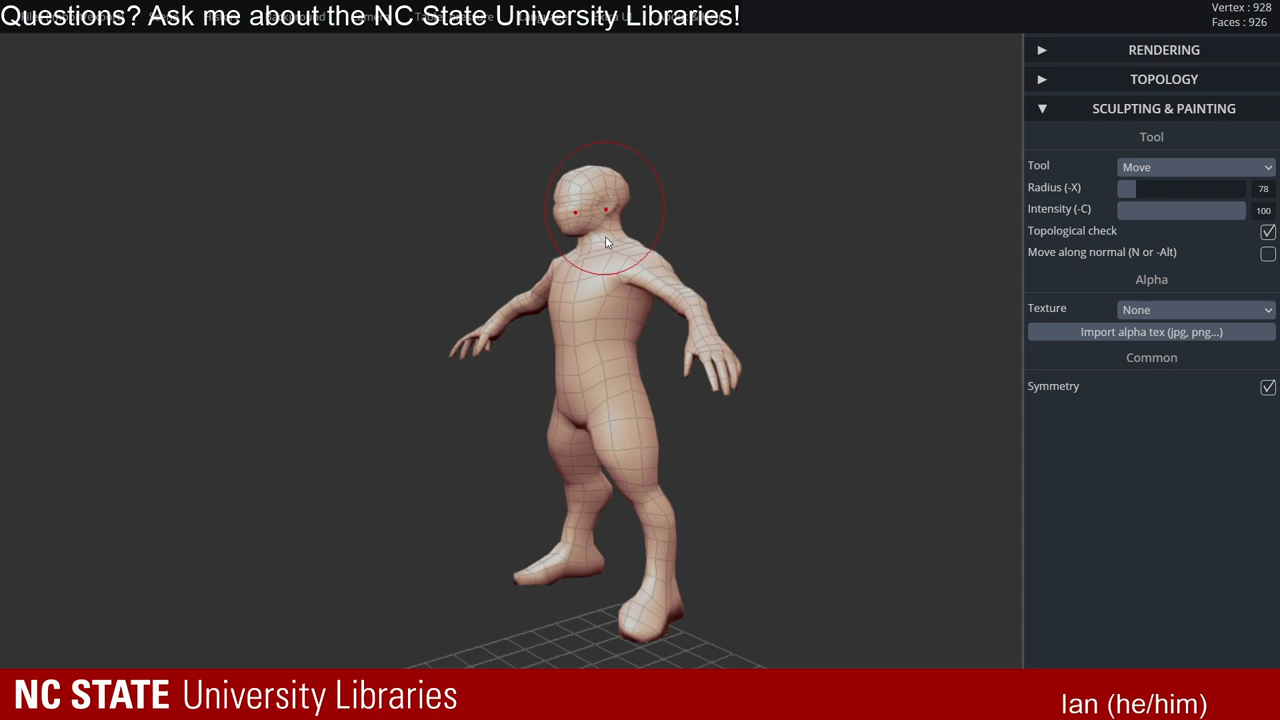 Questions? Ask me about the NC State University Libraries!
Vertex : 928
Faces : 926
RENDERING
TOPOLOGY
SCULPTING & PAINTING
Tool
Tool Move
Radius (-X) 78
Intensity (-C) 100
Topological check
Move along normal (N or -Alt)
Alpha
Texture None
Import alpha tex (jpg, png...)
Common
Symmetry
NC STATE University Libraries
Ian (he/him)